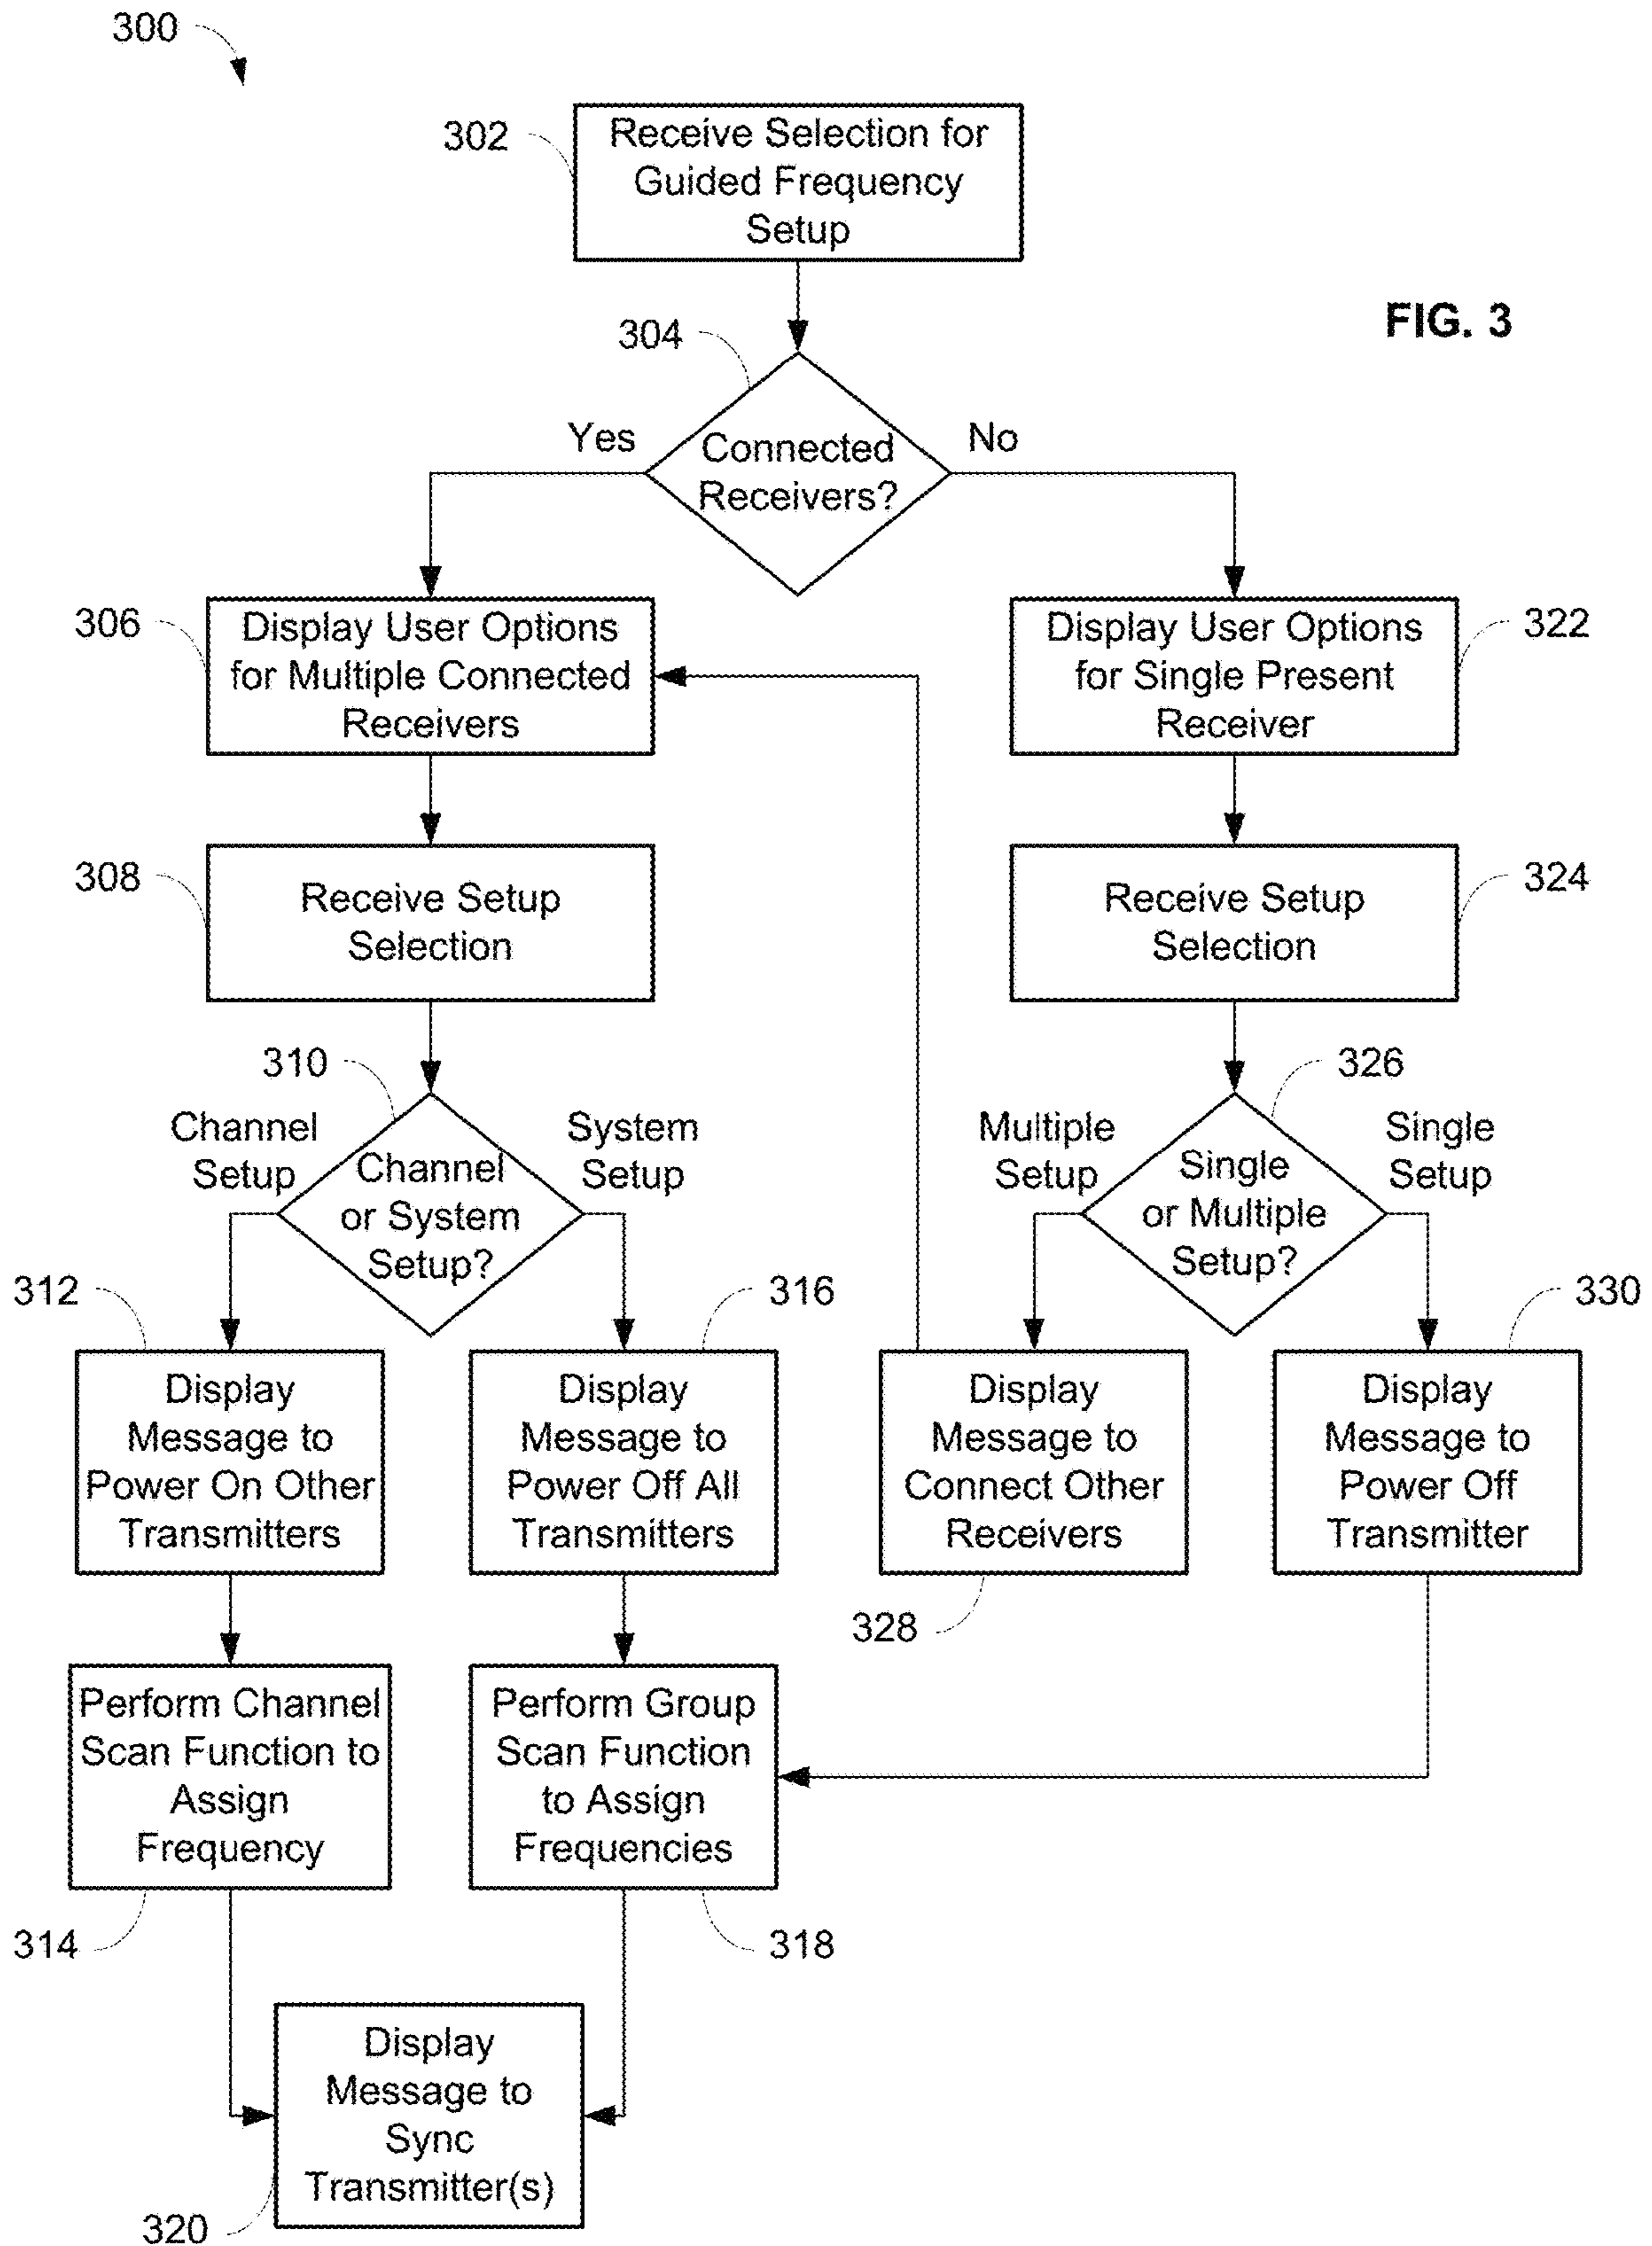 300
302
Receive Selection for
Guided Frequency
Setup
FIG. 3
304
Yes
Connected
Receivers?
No
306
Display User Options
for Multiple Connected
Receivers
Display User Options
for Single Present
Receiver
322
308
Receive Setup
Selection
Receive Setup
Selection
324
310
Channel
Setup
Channel
or System
Setup?
System
Setup
326
Multiple
Setup
Single
or Multiple
Setup?
Single
Setup
312
Display
Message to
Power On Other
Transmitters
316
Display
Message to
Power Off All
Transmitters
Display
Message to
Connect Other
Receivers
328
330
Display
Message to
Power Off
Transmitter
Perform Channel
Scan Function to
Assign
Frequency
314
Perform Group
Scan Function
to Assign
Frequencies
318
Display
Message to
Sync
Transmitter(s)
320